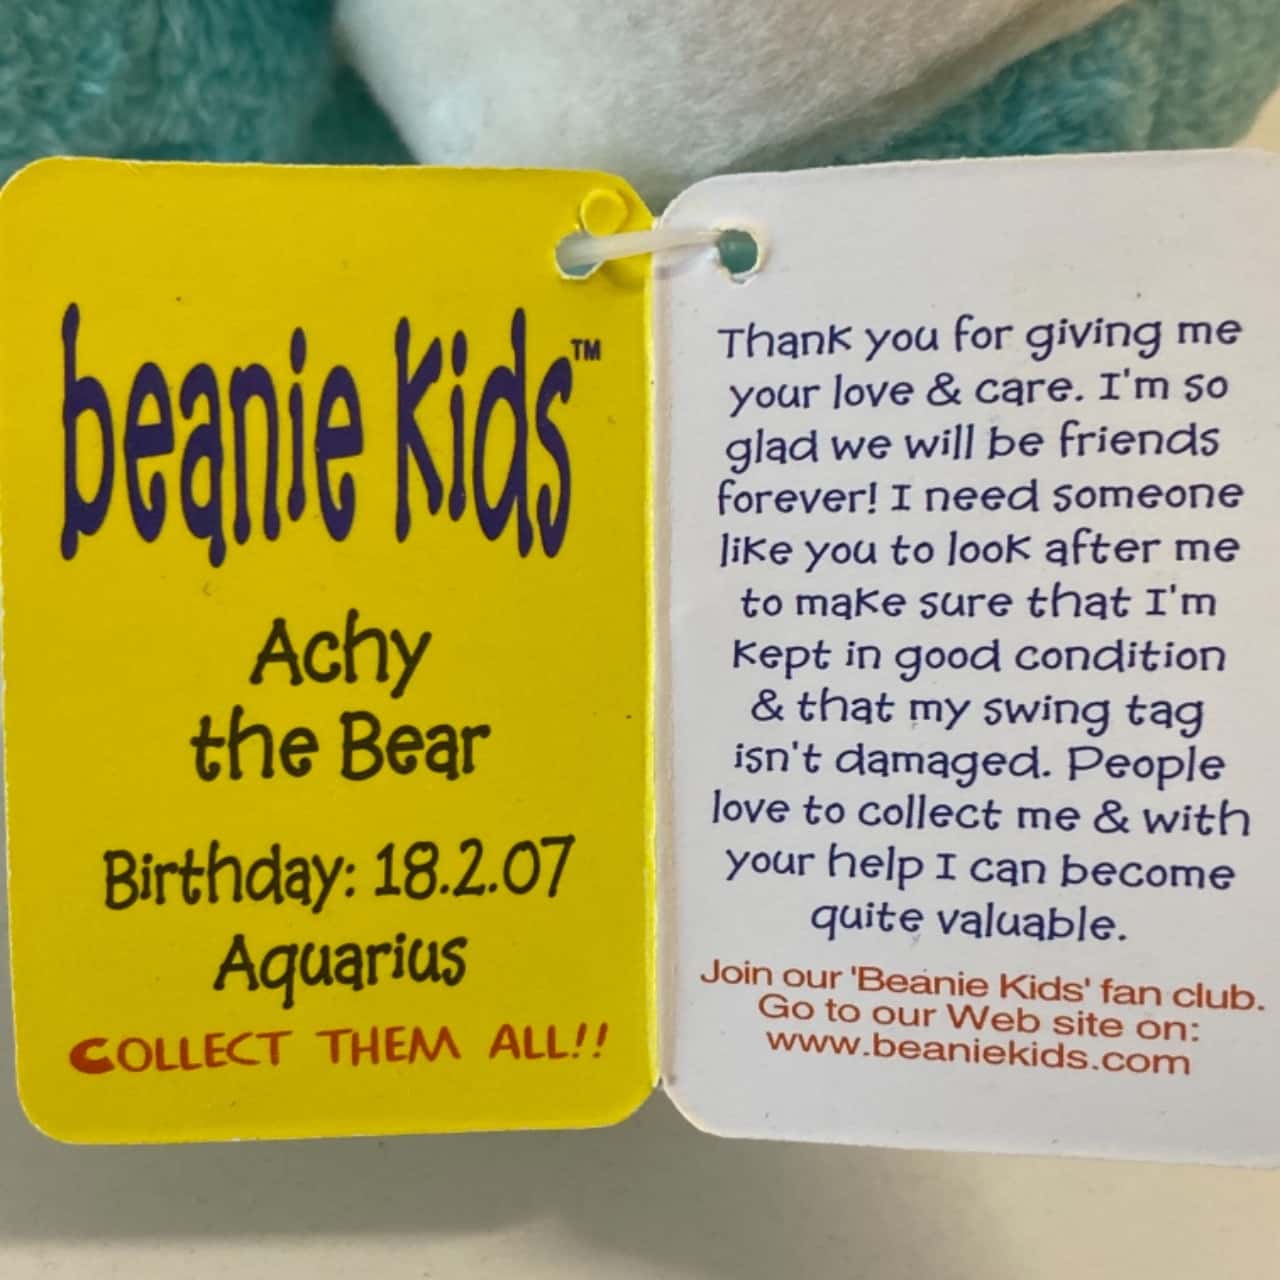 beanie kids™
Achy
the Bear
Birthday: 18.2.07
Aquarius
COLLECT THEM ALL!!
Thank you for giving me
your love & care. I'm so
glad we will be friends
forever! I need someone
like you to look after me
to make sure that I'm
kept in good condition
& that my swing tag
isn't damaged. People
love to collect me & with
your help I can become
quite valuable.
Join our 'Beanie Kids' fan club.
Go to our Web site on:
www.beaniekids.com